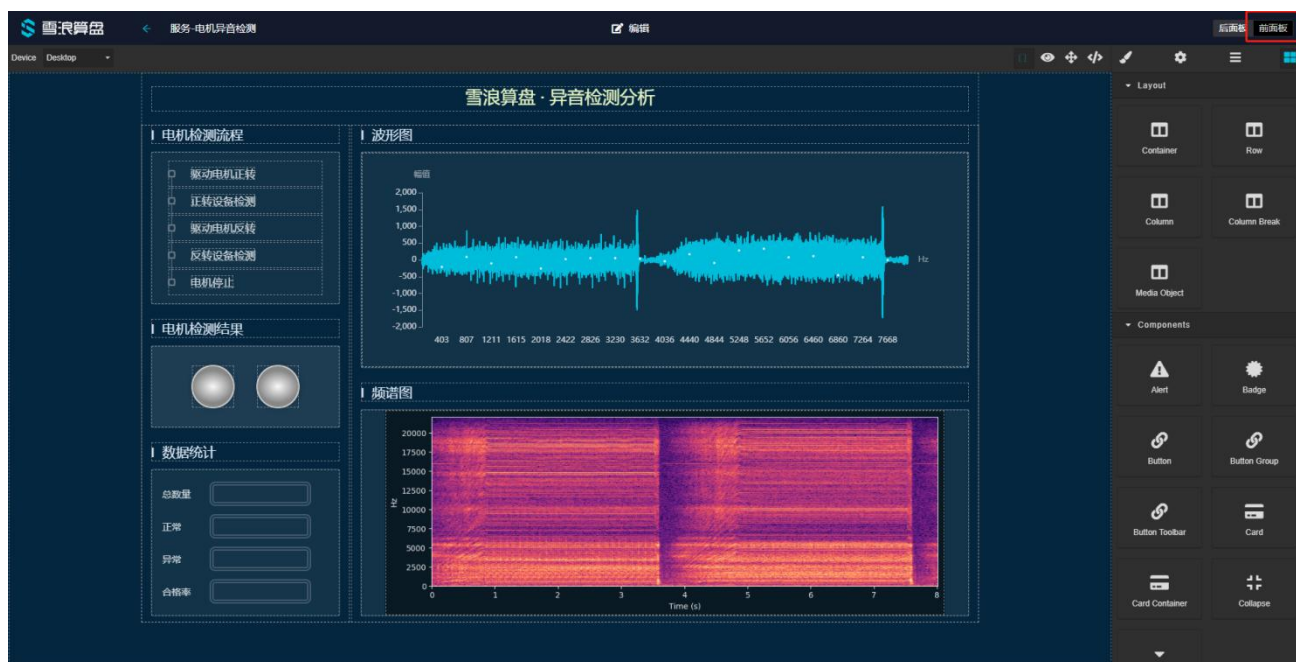 雪浪算盘
服务-电机异音检测
编辑
后面板
前面板
Device
Desktop
雪浪算盘 · 异音检测分析
电机检测流程
驱动电机正转
正转设备检测
驱动电机反转
反转设备检测
电机停止
电机检测结果
数据统计
总数量
正常
异常
合格率
波形图
幅值
2,000
1,500
1,000
500
0
-500
-1,000
-1,500
-2,000
Hz
403 807 1211 1615 2018 2422 2826 3230 3632 4036 4440 4844 5248 5652 6056 6460 6860 7264 7668
频谱图
Hz
20000
17500
15000
12500
10000
7500
5000
2500
0
0 1 2 3 4 5 6 7 8
Time (s)
Layout
Container
Row
Column
Column Break
Media Object
Components
Alert
Badge
Button
Button Group
Button Toolbar
Card
Card Container
Collapse